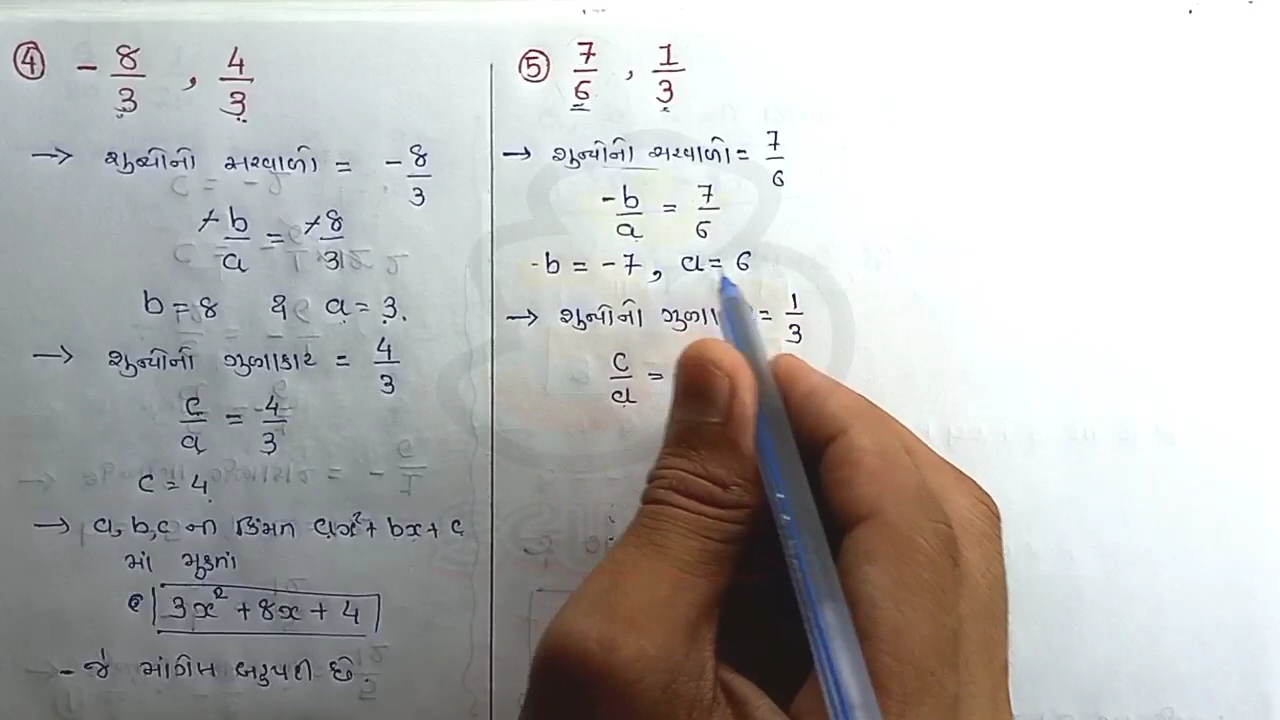 ④ - 8/3 , 4/3
→ શૂન્યોનો સરવાળો = -8/3
-b/a = -8/3
b = 8 & a = 3.
→ શૂન્યોનો ગુણાકાર = 4/3
c/a = 4/3
c = 4
→ a, b, c ના કિંમત ax² + bx + c
માં મૂકતાં
3x² + 8x + 4
- જે માંગેલ બહુપદી છે.
⑤ 7/6 , 1/3
→ શૂન્યોનો સરવાળો = 7/6
-b/a = 7/6
-b = -7, a = 6
→ શૂન્યોનો = 1/3
c/a =